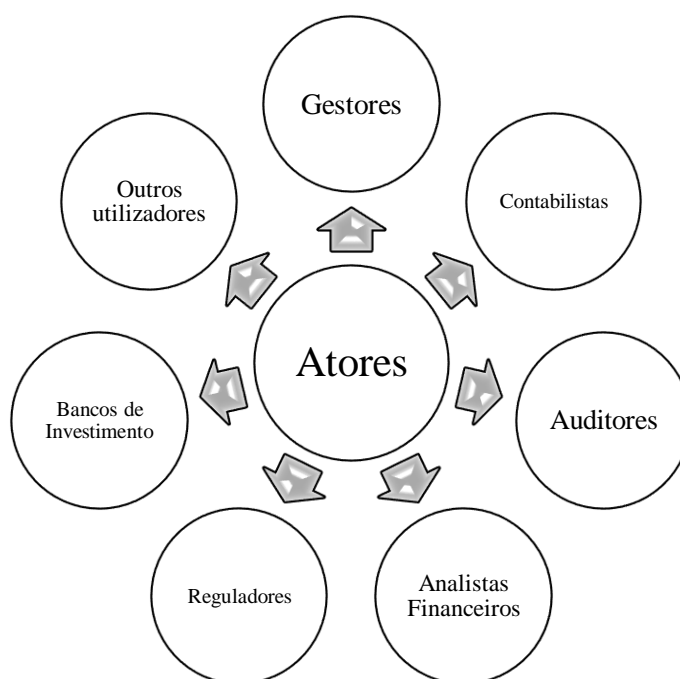 Gestores
Contabilistas
Auditores
Analistas
Financeiros
Reguladores
Bancos de
Investimento
Outros
utilizadores
Atores